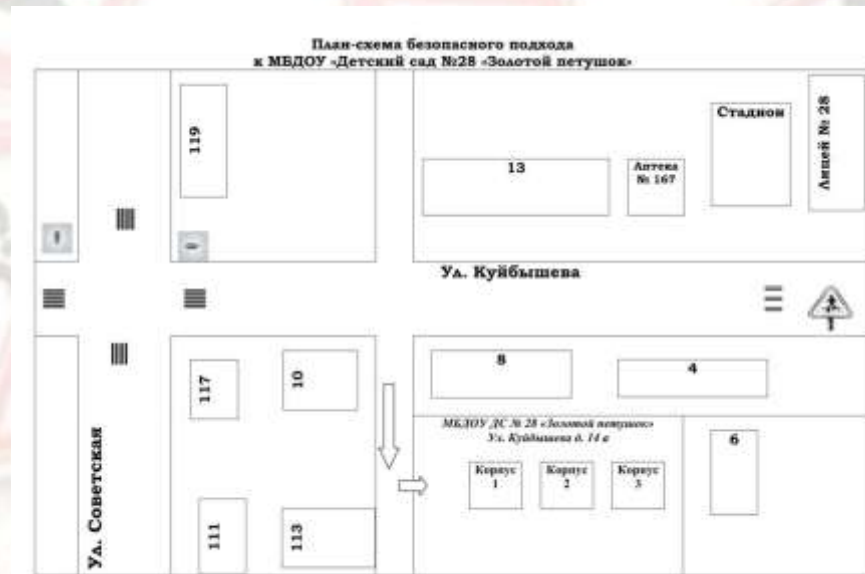 План-схема безопасного подхода
к МБДОУ «Детский сад №28 «Золотой петушок»
119
13
Аптека
№ 167
Стадион
Лицей № 28
Ул. Куйбышева
117
10
8
4
МБДОУ ДС № 28 «Золотой петушок»
Ул. Куйбышева д. 14 а
6
Корпус
1
Корпус
2
Корпус
3
Ул. Советская
111
113